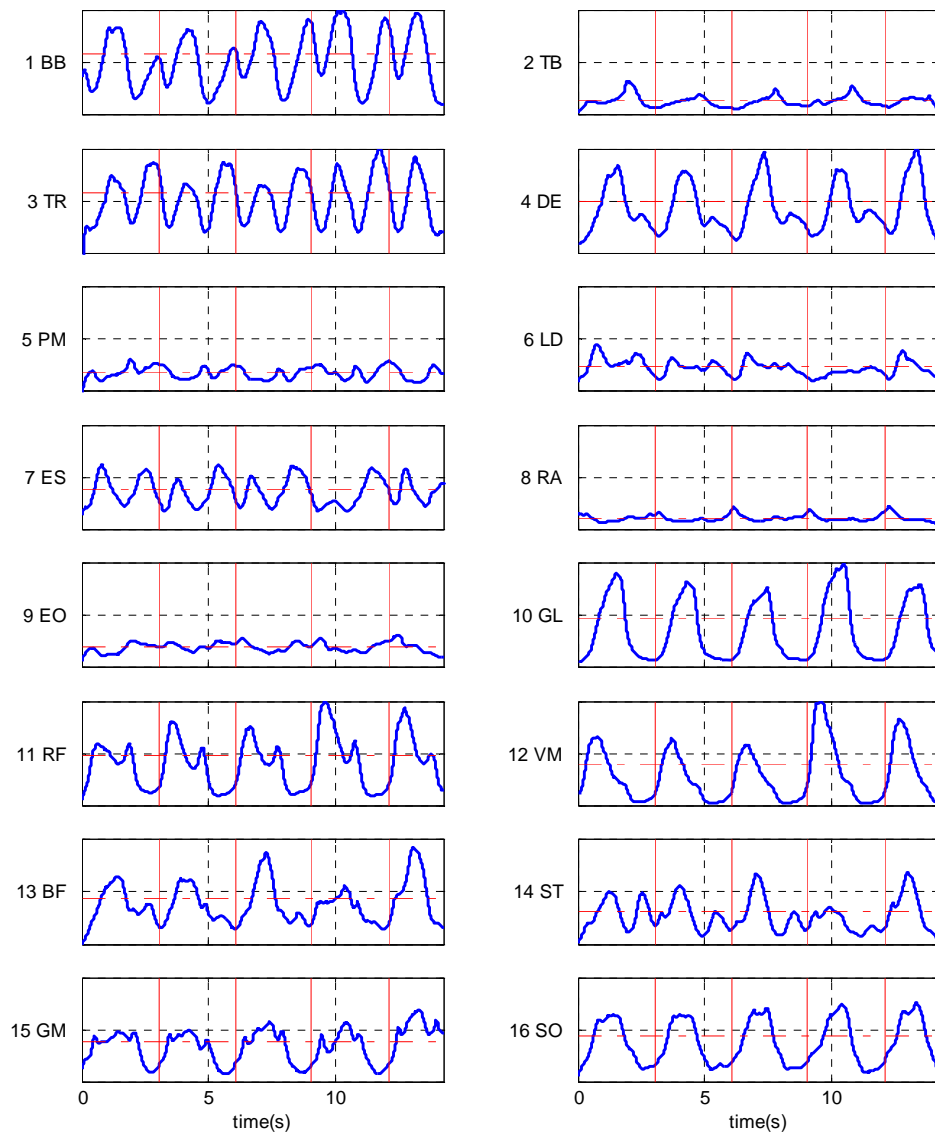 1 BB
2 TB
3 TR
4 DE
5 PM
6 LD
7 ES
8 RA
9 EO
10 GL
11 RF
12 VM
13 BF
14 ST
15 GM
16 SO
0 5 10
0 5 10
time(s)
time(s)